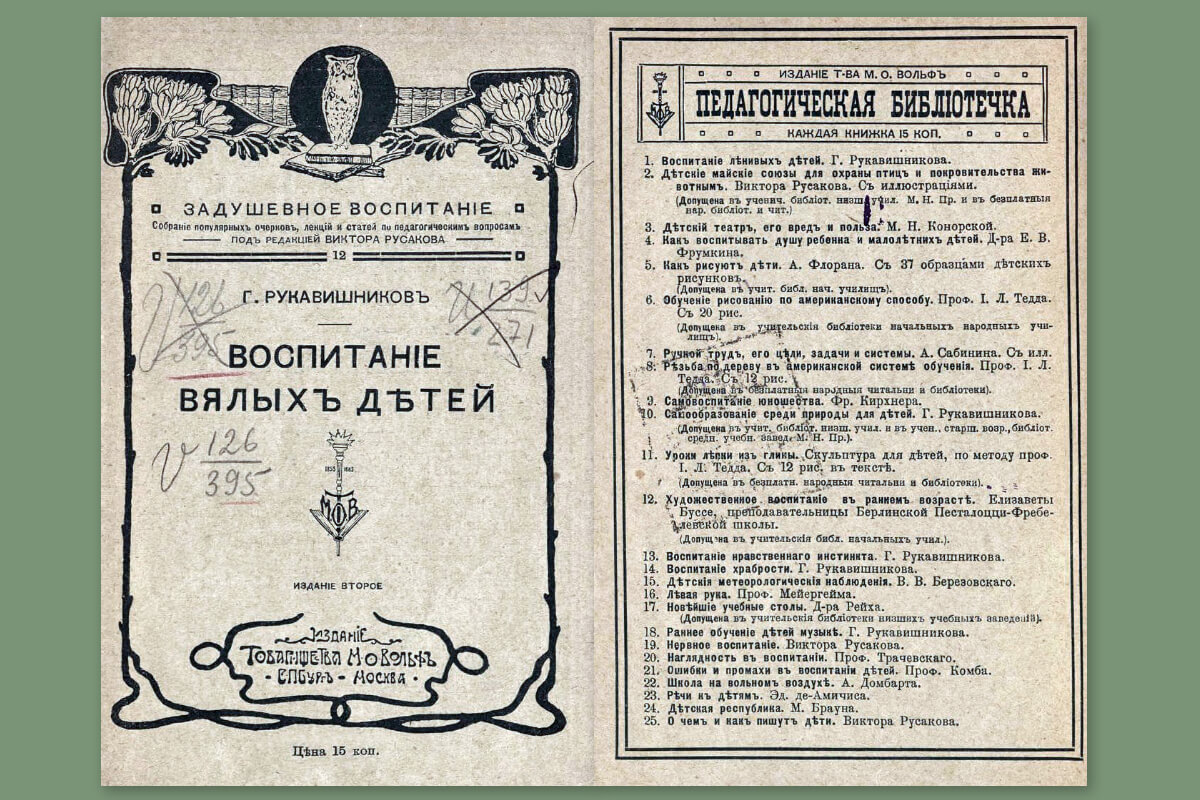 ЗАДУШЕВНОЕ ВОСПИТАНІЕ
Собраніе популярныхъ очерковъ, лекцій и статей по педагогическимъ вопросамъ
ПОДЪ РЕДАКЦІЕЙ ВИКТОРА РУСАКОВА
12
Г. РУКАВИШНИКОВЪ
126
395
139
271
ВОСПИТАНІЕ
ВЯЛЫХЪ ДѢТЕЙ
126
395
1853 1883
М О В
ИЗДАНІЕ ВТОРОЕ
ИЗДАНІЕ
ТОВАРИЩЕСТВА М·О·ВОЛЬФЪ
·СПБУРГЪ - МОСКВА·
Цѣна 15 коп.
ИЗДАНІЕ Т-ВА М. О. ВОЛЬФЪ
ПЕДАГОГИЧЕСКАЯ БИБЛІОТЕЧКА
КАЖДАЯ КНИЖКА 15 КОП.
1. Воспитаніе лѣнивыхъ дѣтей. Г. Рукавишникова.
2. Дѣтскіе майскіе союзы для охраны птицъ и покровительства жи-
вотнымъ. Виктора Русакова. Съ иллюстраціями.
(Допущена въ ученич. библіот. низш. учил. М. Н. Пр. и въ безплатныя
нар. библіот. и чит.)
3. Дѣтскій театръ, его вредъ и польза. М. Н. Конорской.
4. Какъ воспитывать душу ребенка и малолѣтнихъ дѣтей. Д-ра Е. В.
Фрумкина.
5. Какъ рисуютъ дѣти. А. Флорана. Съ 37 образцами дѣтскихъ
рисунковъ.
(Допущена въ учит. библ. нач. училищъ).
6. Обученіе рисованію по американскому способу. Проф. І. Л. Тедда.
Съ 20 рис.
(Допущена въ учительскія библіотеки начальныхъ народныхъ учи-
лищъ).
7. Ручной трудъ, его цѣли, задачи и системы. А. Сабинина. Съ илл.
8. Рѣзьба по дереву въ американской системѣ обученія. Проф. І. Л.
Тедда. Съ 12 рис.
(Допущена въ безплатныя народныя читальни и библіотеки).
9. Самовоспитаніе юношества. Фр. Кирхнера.
10. Самообразованіе среди природы для дѣтей. Г. Рукавишникова.
(Допущена въ учит. библіот. низш. учил. и въ учен., старш. возр., библіот.
средн. учебн. завед. М. Н. Пр.).
11. Уроки лѣпки изъ глины. Скульптура для дѣтей, по методу проф.
І. Л. Тедда. Съ 12 рис. въ текстѣ.
(Допущена въ безплатн. народныя читальни и библіотеки).
12. Художественное воспитаніе въ раннемъ возрастѣ. Елизаветы
Буссе, преподавательницы Берлинской Песталоцци-Фребе-
левской школы.
(Допущена въ учительскія библ. начальныхъ учил.).
13. Воспитаніе нравственнаго инстинкта. Г. Рукавишникова.
14. Воспитаніе храбрости. Г. Рукавишникова.
15. Дѣтскія метеорологическія наблюденія. В. В. Березовскаго.
16. Лѣвая рука. Проф. Мейергейма.
17. Новѣйшіе учебные столы. Д-ра Рейха.
(Допущена въ учительскія библіотеки низшихъ учебныхъ заведеній).
18. Раннее обученіе дѣтей музыкѣ. Г. Рукавишникова.
19. Нервное воспитаніе. Виктора Русакова.
20. Наглядность въ воспитаніи. Проф. Трачевскаго.
21. Ошибки и промахи въ воспитаніи дѣтей. Проф. Комба.
22. Школа на вольномъ воздухѣ. А. Домбарта.
23. Рѣчи къ дѣтямъ. Эд. де-Амичиса.
24. Дѣтская республика. М. Брауна.
25. О чемъ и какъ пишутъ дѣти. Виктора Русакова.